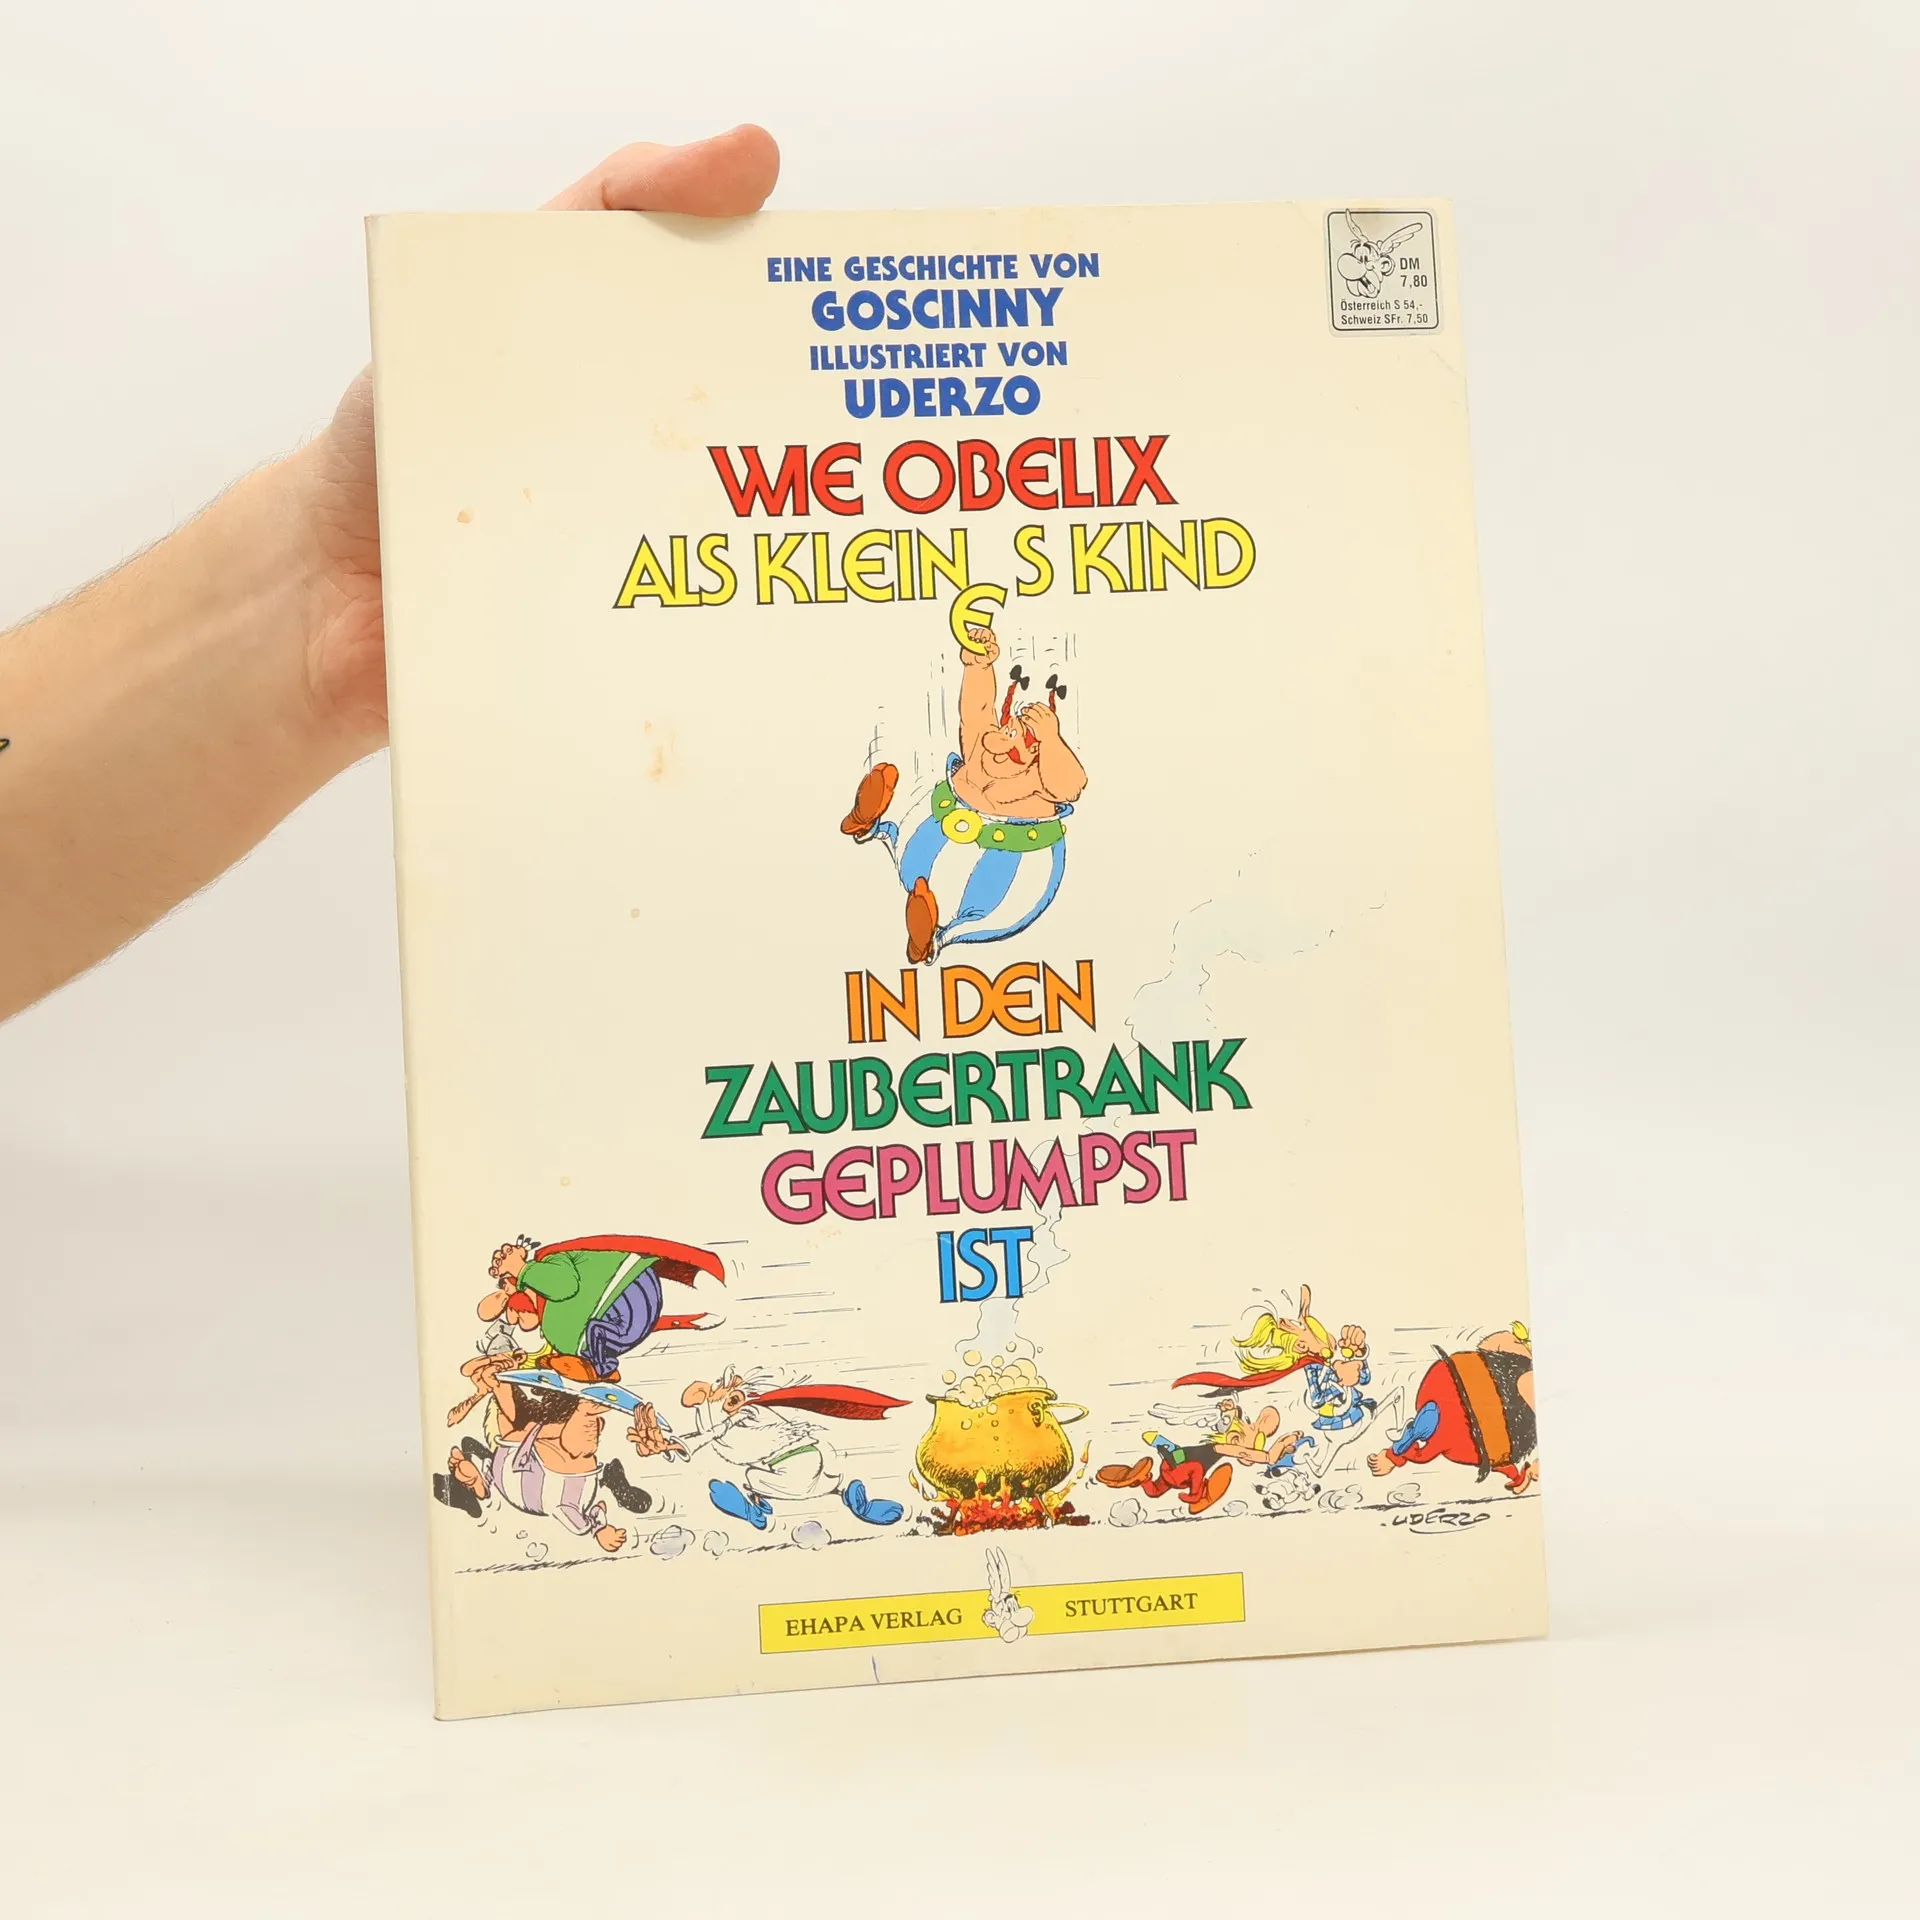 EINE GESCHICHTE VON
GOSCINNY
ILLUSTRIERT VON
UDERZO
DM
7,80
Österreich S 54,-
Schweiz SFr. 7,50
WIE OBELIX
ALS KLEINES KIND
IN DEN
ZAUBERTRANK
GEPLUMPST
IST
UDERZO
EHAPA VERLAG STUTTGART